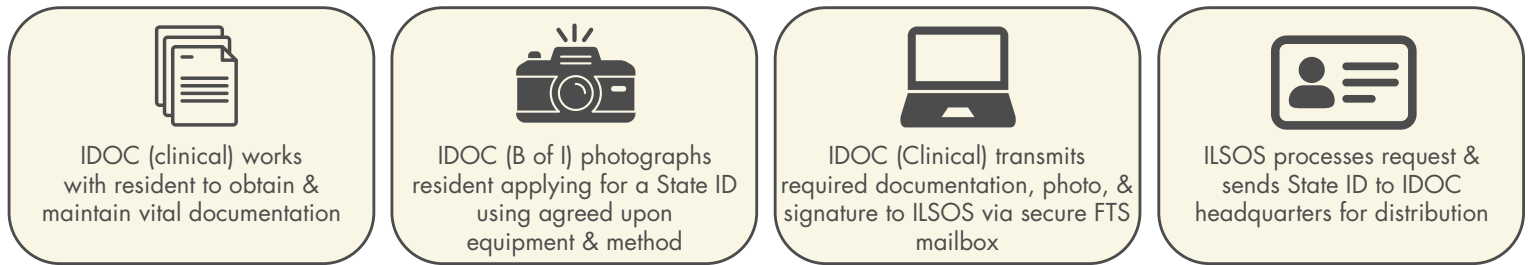 IDOC (clinical) works
with resident to obtain &
maintain vital documentation
IDOC (B of I) photographs
resident applying for a State ID
using agreed upon
equipment & method
IDOC (Clinical) transmits
required documentation, photo, &
signature to ILSOS via secure FTS
mailbox
ILSOS processes request &
sends State ID to IDOC
headquarters for distribution